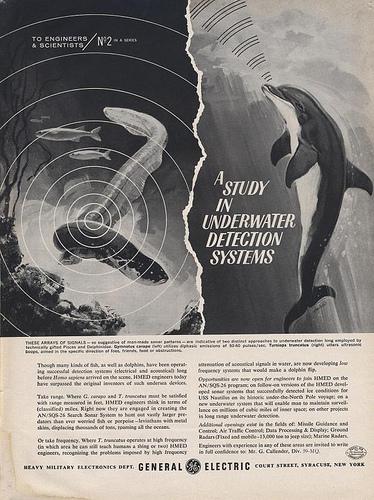 TO ENGINEERS
& SCIENTISTS / Nº2 IN A SERIES
A
STUDY
IN
UNDERWATER
DETECTION
SYSTEMS
THESE ARRAYS OF SIGNALS — so suggestive of man-made sonar patterns — are indicative of two distinct approaches to underwater detection long employed by
technically gifted Pisces and Delphinidae. Gymnotus carapo (left) utilizes diphasic emissions of 50-60 pulses/sec. Turniops truncatus (right) utters ultrasonic
beeps, aimed in the specific direction of foes, friends, food or obstructions.
Though many kinds of fish, as well as dolphins, have been operating
successful detection systems (electrical and acoustical) long
before Homo sapiens arrived on the scene, HMED engineers today
have surpassed the original inventors of such undersea devices.
Take range. Where G. carapo and T. truncatus must be satisfied
with range measured in feet, HMED engineers think in terms of
(classified) miles. Right now they are engaged in creating the
AN/SQS-26 Search Sonar System to hunt out vastly larger predators
than ever worried fish or porpoise — leviathans with metal
skins, displacing thousands of tons, roaming all the oceans.
Or take frequency. Where T. truncatus operates at high frequency
(in which area he can still teach humans a thing or two) HMED
engineers, recognizing the problems imposed by high frequency
attenuation of acoustical signals in water, are now developing low
frequency systems that would make a dolphin flip.
Opportunities are now open for engineers to join HMED on the
AN/SQS-26 program; on follow-on versions of the HMED developed
sonar systems that successfully detected ice conditions for
USS Nautilus on its historic under-the-North Pole voyage; on a
new underwater system that will enable man to maintain surveillance
on millions of cubic miles of inner space; on other projects
in long range underwater detection.
Additional openings exist in the fields of: Missile Guidance and
Control; Air Traffic Control; Data Processing & Display; Ground
Radars (Fixed and mobile–13,000 ton to jeep size); Marine Radars.
Engineers with experience in any of these areas are invited to write
in full confidence to: Mr. G. Callender, Div. 59-MQ.
HEAVY MILITARY ELECTRONICS DEPT. GENERAL GE ELECTRIC COURT STREET, SYRACUSE, NEW YORK